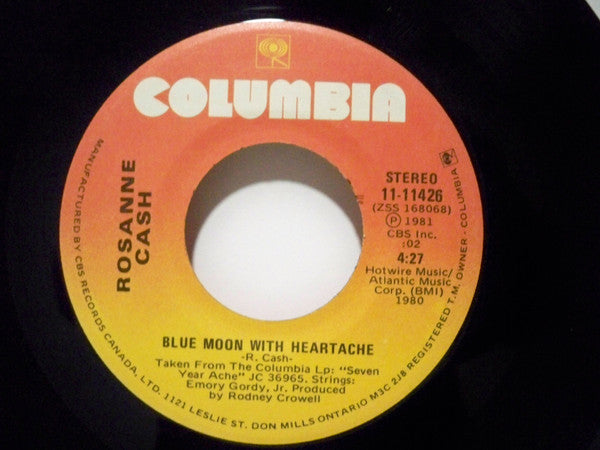 COLUMBIA
ROSANNE
CASH
STEREO
11-11426
(ZSS 168068)
Ⓟ 1981
CBS Inc.
:02
4:27
Hotwire Music/
Atlantic Music
Corp. (BMI)
1980
BLUE MOON WITH HEARTACHE
-R. Cash-
Taken From The Columbia Lp: "Seven
Year Ache" JC 36965. Strings:
Emory Gordy, Jr. Produced
by Rodney Crowell
MANUFACTURED BY CBS RECORDS CANADA, LTD. 1121 LESLIE ST. DON MILLS ONTARIO M3C 2J8 REGISTERED T.M. OWNER - COLUMBIA